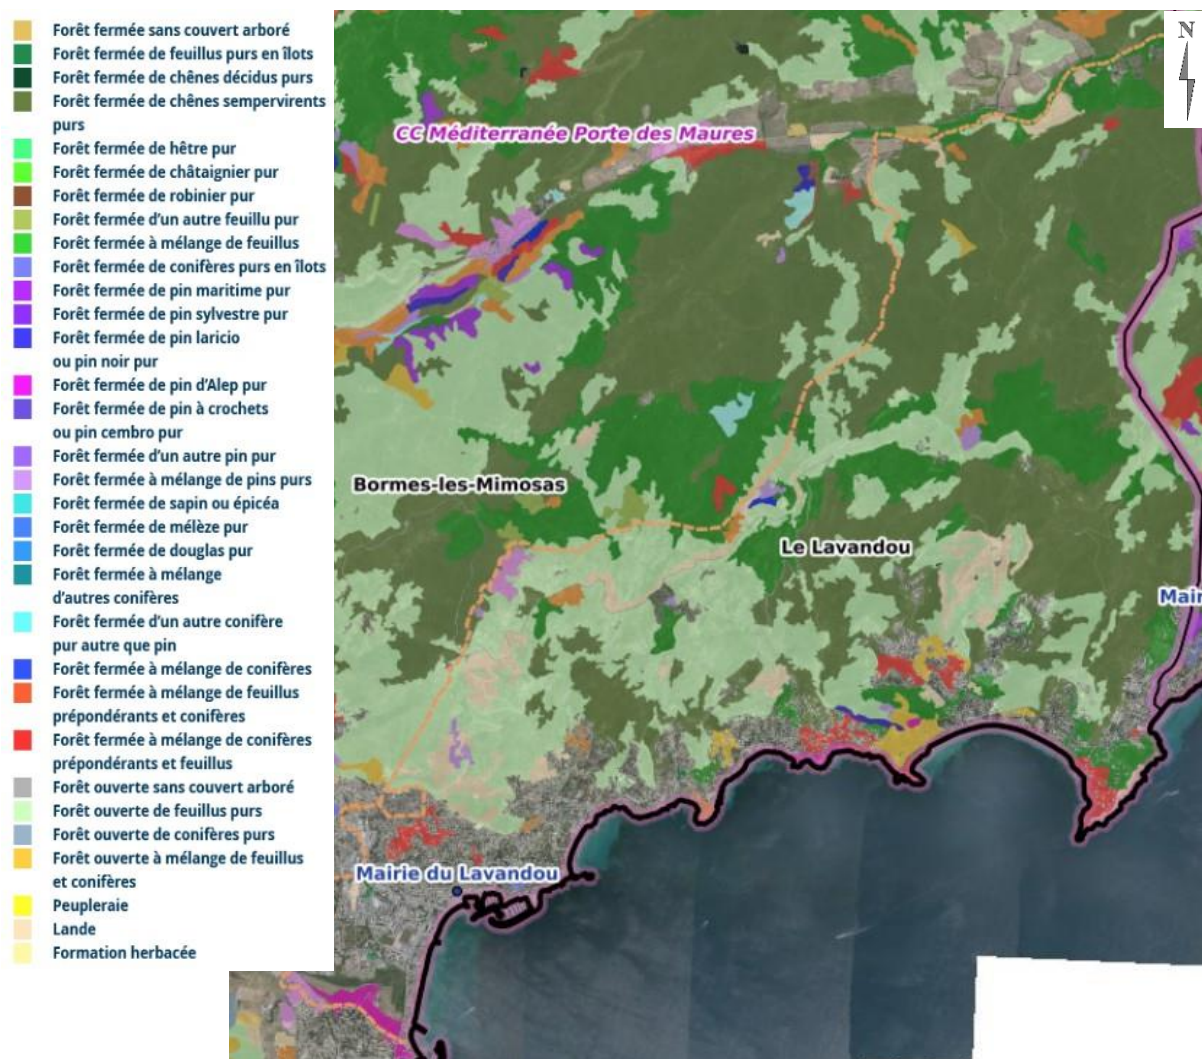 Forêt fermée sans couvert arboré
Forêt fermée de feuillus purs en îlots
Forêt fermée de chênes décidus purs
Forêt fermée de chênes sempervirents
purs
Forêt fermée de hêtre pur
Forêt fermée de châtaignier pur
Forêt fermée de robinier pur
Forêt fermée d'un autre feuillu pur
Forêt fermée à mélange de feuillus
Forêt fermée de conifères purs en îlots
Forêt fermée de pin maritime pur
Forêt fermée de pin sylvestre pur
Forêt fermée de pin laricio
ou pin noir pur
Forêt fermée de pin d'Alep pur
Forêt fermée de pin à crochets
ou pin cembro pur
Forêt fermée d'un autre pin pur
Forêt fermée à mélange de pins purs
Forêt fermée de sapin ou épicéa
Forêt fermée de mélèze pur
Forêt fermée de douglas pur
Forêt fermée à mélange
d'autres conifères
Forêt fermée d'un autre conifère
pur autre que pin
Forêt fermée à mélange de conifères
Forêt fermée à mélange de feuillus
prépondérants et conifères
Forêt fermée à mélange de conifères
prépondérants et feuillus
Forêt ouverte sans couvert arboré
Forêt ouverte de feuillus purs
Forêt ouverte de conifères purs
Forêt ouverte à mélange de feuillus
et conifères
Peupleraie
Lande
Formation herbacée
N
CC Méditerranée Porte des Maures
Bormes-les-Mimosas
Le Lavandou
Mair
Mairie du Lavandou